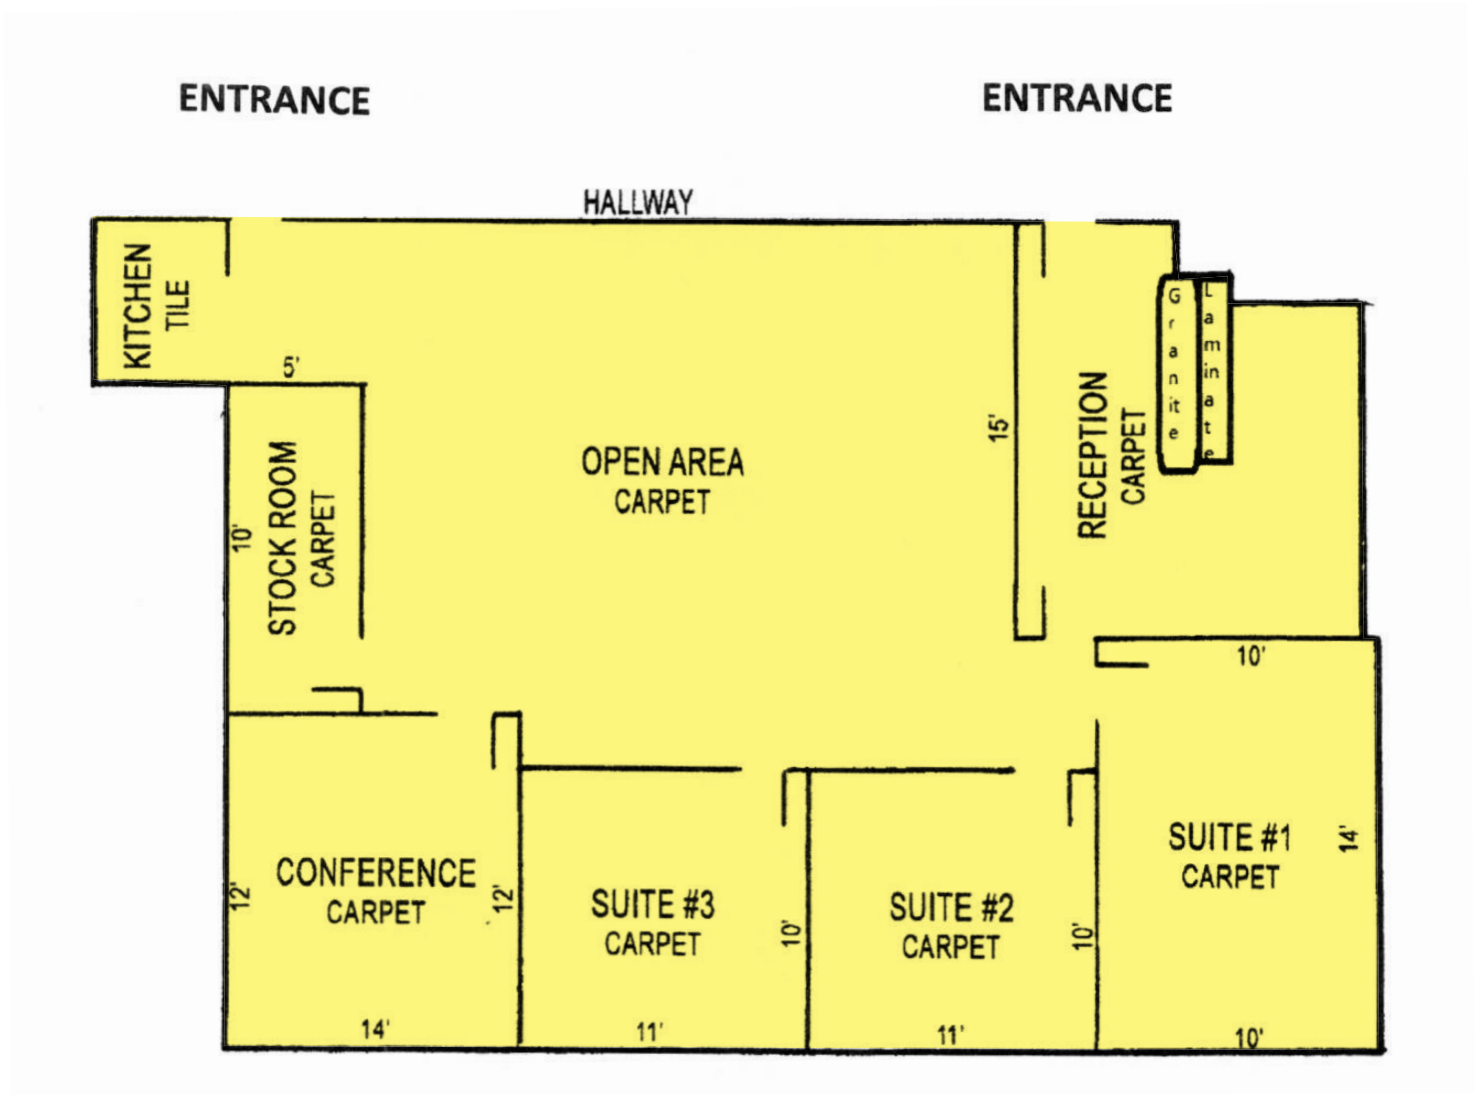 ENTRANCE
ENTRANCE
HALLWAY
KITCHEN
TILE
5'
10'
STOCK ROOM
CARPET
OPEN AREA
CARPET
15'
RECEPTION
CARPET
Granite
Laminate
10'
CONFERENCE
CARPET
12'
12'
14'
SUITE #3
CARPET
10'
11'
SUITE #2
CARPET
10'
11'
SUITE #1
CARPET
14'
10'